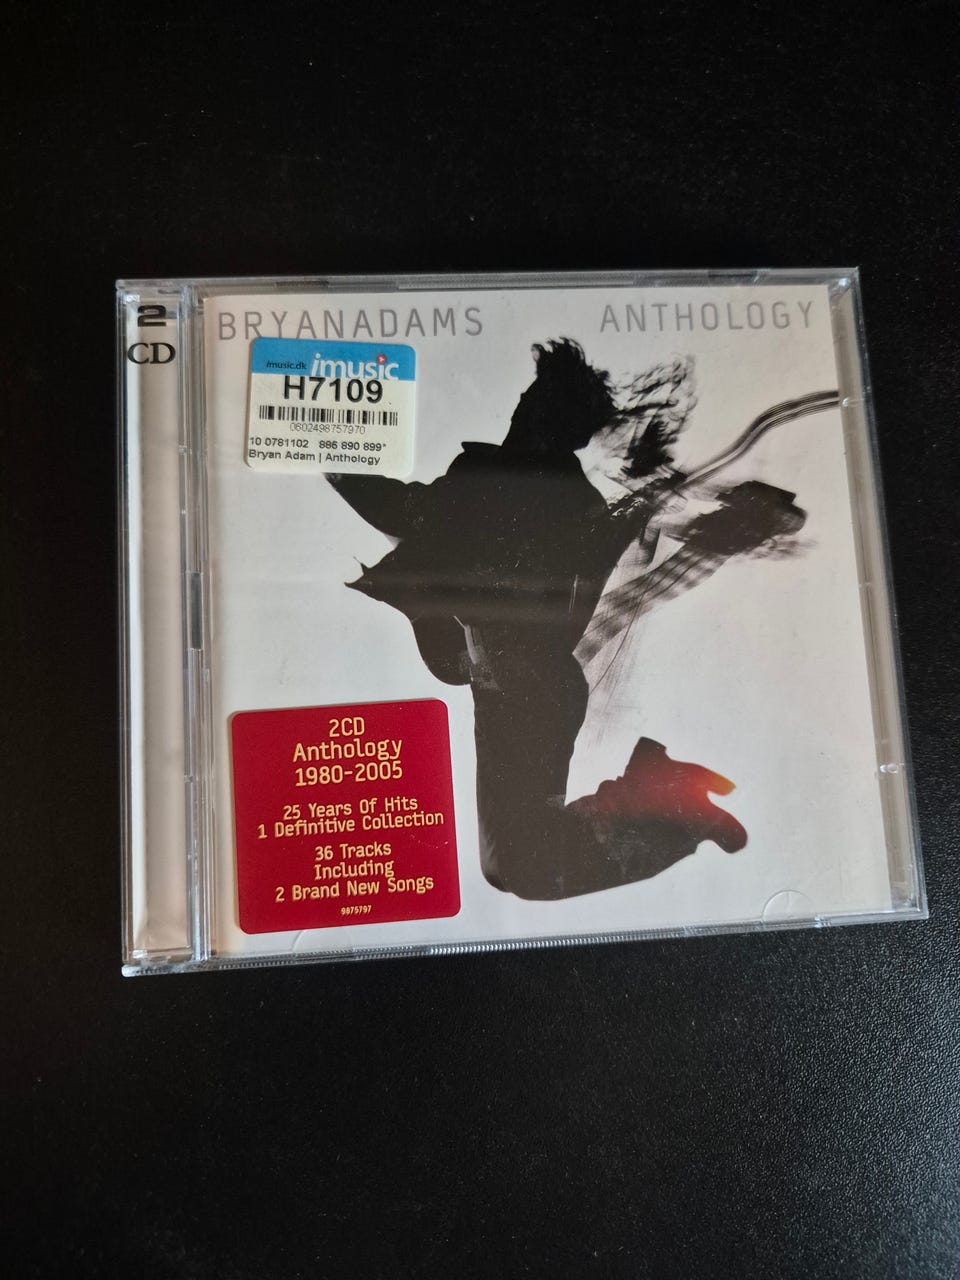 2
CD
BRYANADAMS ANTHOLOGY
imusic.dk imusic
H7109
0602498757970
10 0781102 886 890 899*
Bryan Adam | Anthology
2CD
Anthology
1980-2005
25 Years Of Hits
1 Definitive Collection
36 Tracks
Including
2 Brand New Songs
9875797